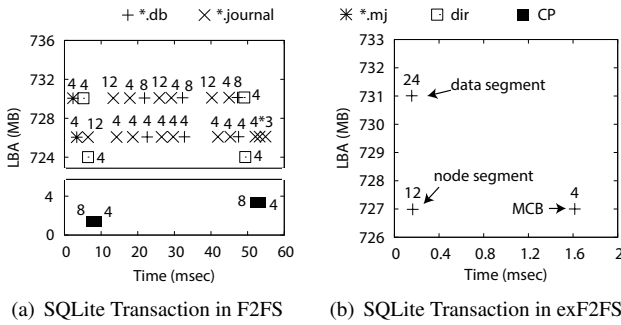 *.db *.journal *.mj dir CP
736
732
728
724
4
0
LBA (MB)
4 4 12 4 8 12 4 8 12 4 8 4
4 12 4 4 4 4 4 4 4 4 4*3
4 4
8 4 8 4
0 10 20 30 40 50 60
Time (msec)
(a) SQLite Transaction in F2FS
733
732
731
730
729
728
727
726
LBA (MB)
24
data segment
12
node segment
MCB
4
0 0.4 0.8 1.2 1.6 2
Time (msec)
(b) SQLite Transaction in exF2FS